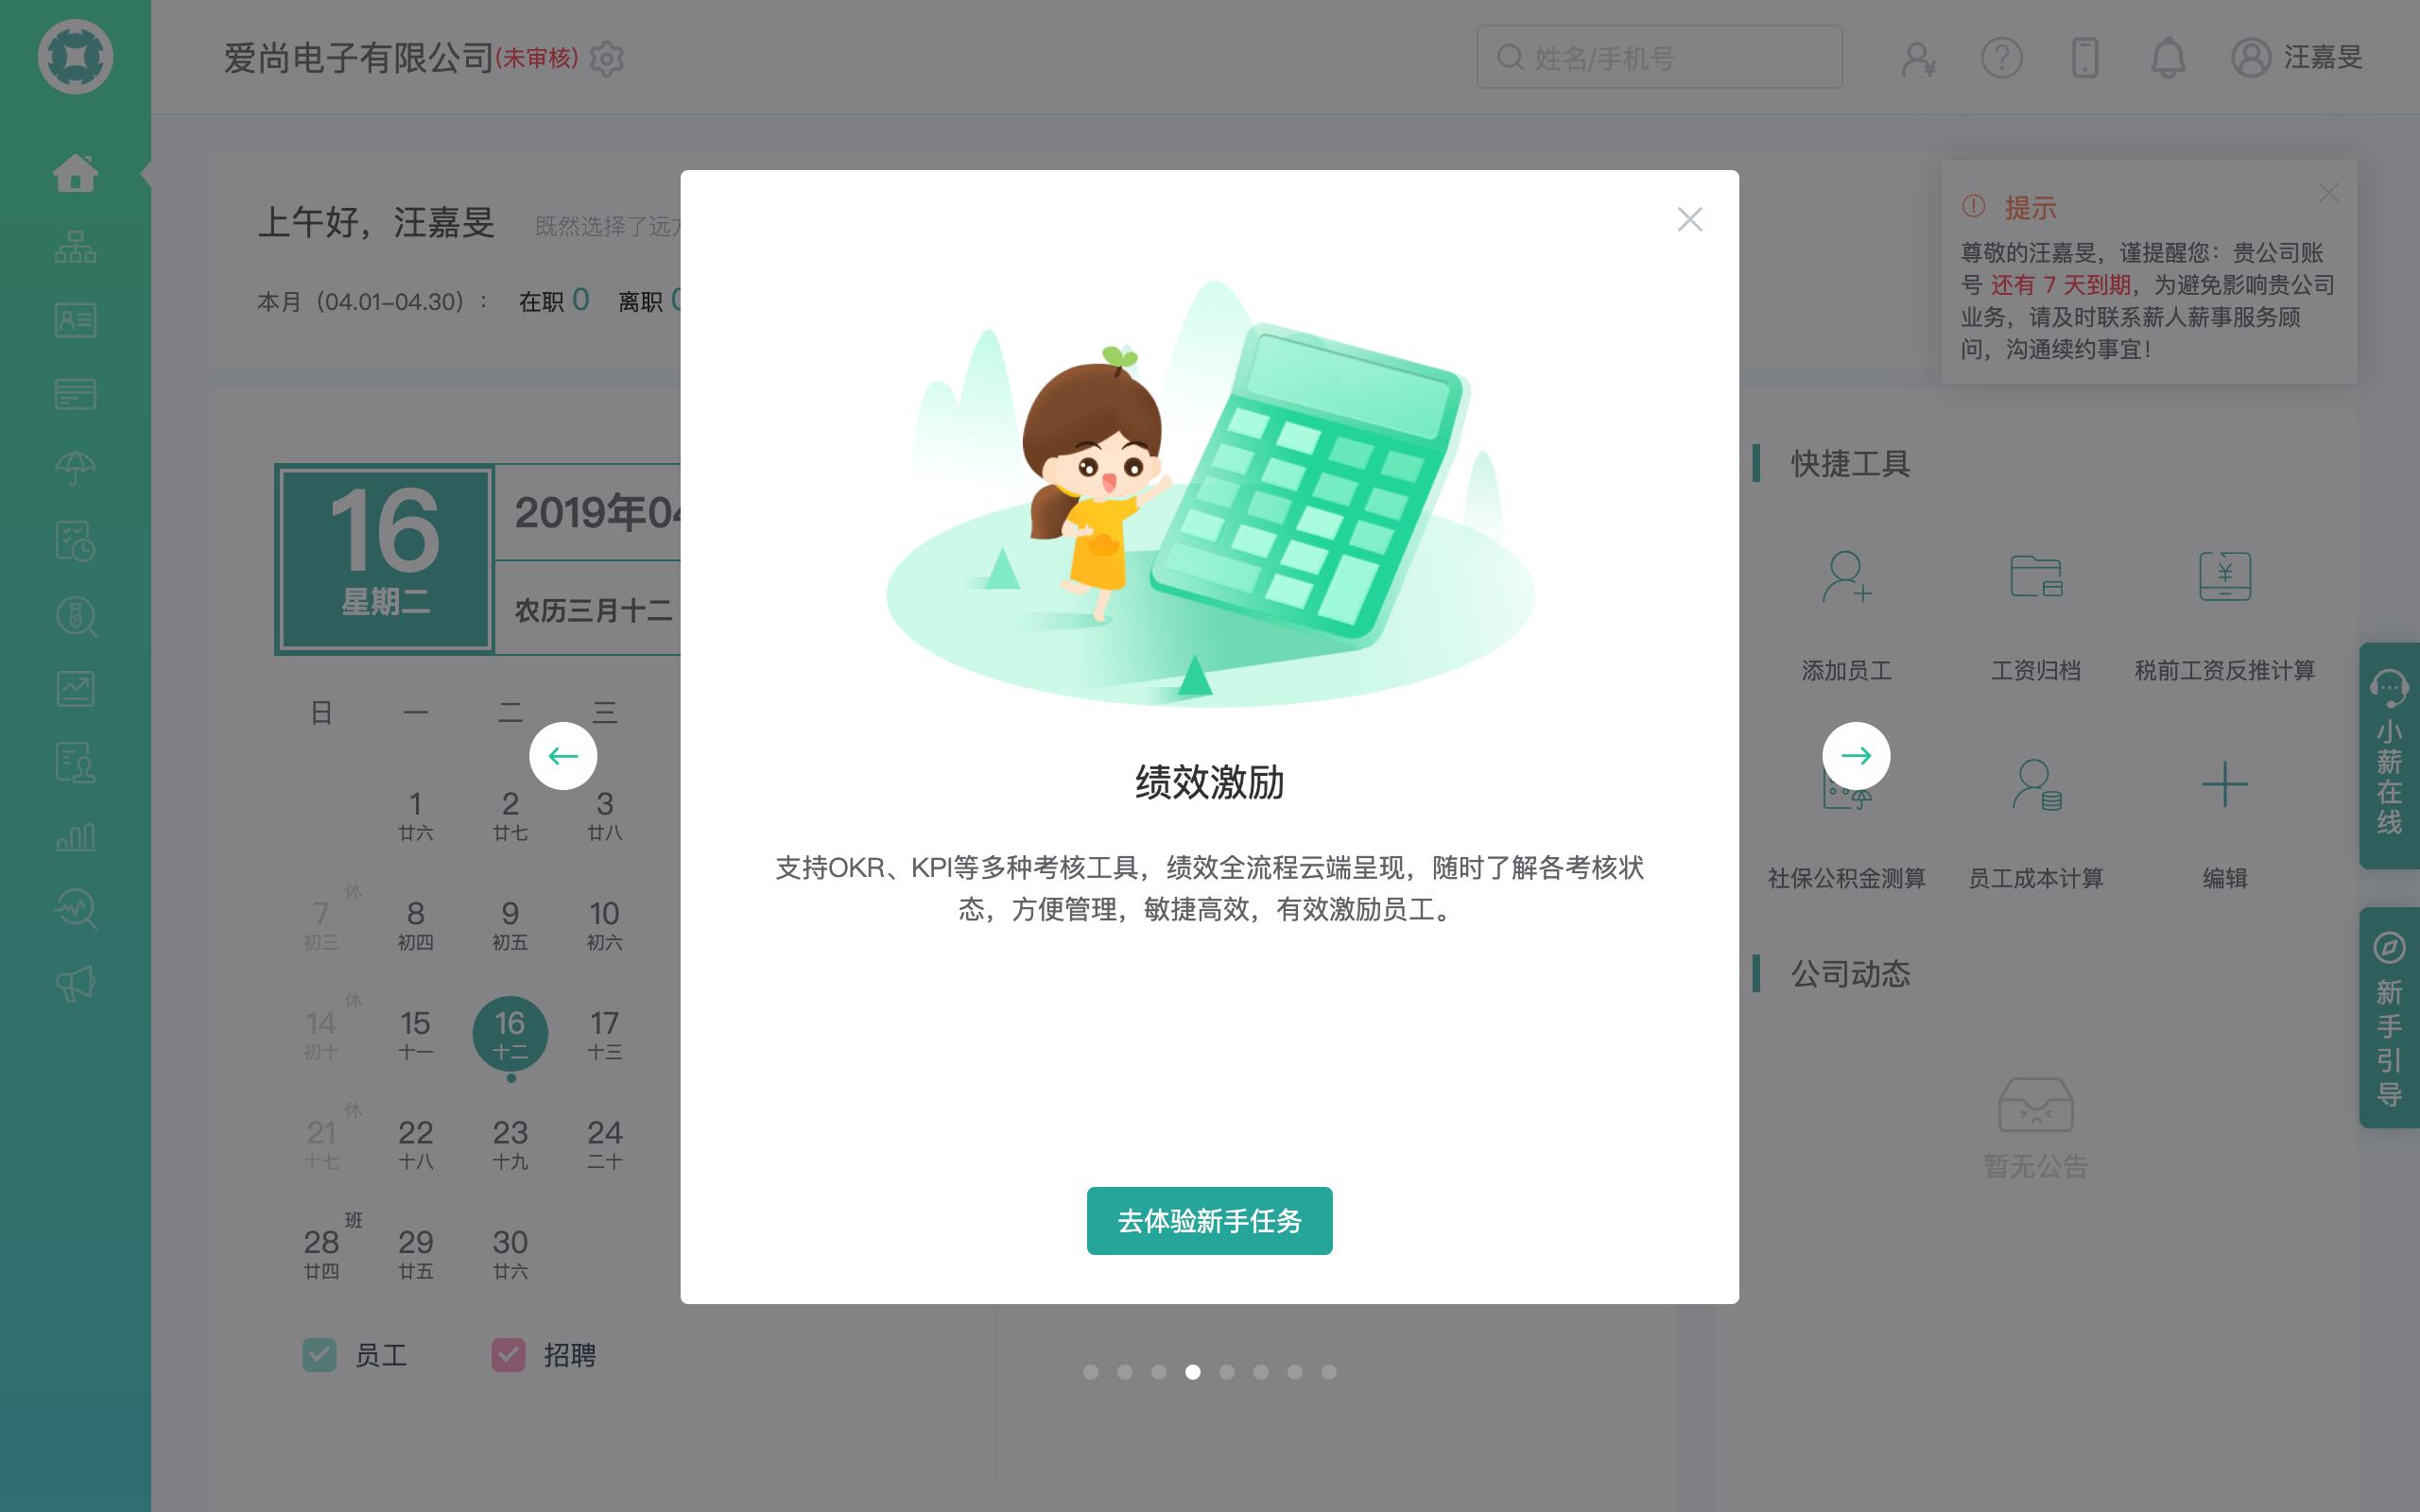 爱尚电子有限公司(未审核)
姓名/手机号
汪嘉旻
上午好，汪嘉旻
既然选择了远方
本月（04.01-04.30）：
在职 0
离职 0
提示
尊敬的汪嘉旻，谨提醒您：贵公司账
号 还有 7 天到期，为避免影响贵公司
业务，请及时联系薪人薪事服务顾
问，沟通续约事宜！
16
星期二
2019年04
农历三月十二
日 一 二 三
1 2 3
廿六 廿七 廿八
休
7 8 9 10
初三 初四 初五 初六
休
14 15 16 17
初十 十一 十二 十三
休
21 22 23 24
十七 十八 十九 二十
班
28 29 30
廿四 廿五 廿六
员工 招聘
绩效激励
支持OKR、KPI等多种考核工具，绩效全流程云端呈现，随时了解各考核状
态，方便管理，敏捷高效，有效激励员工。
去体验新手任务
快捷工具
添加员工 工资归档 税前工资反推计算
社保公积金测算 员工成本计算 编辑
公司动态
暂无公告
小薪在线
新手引导